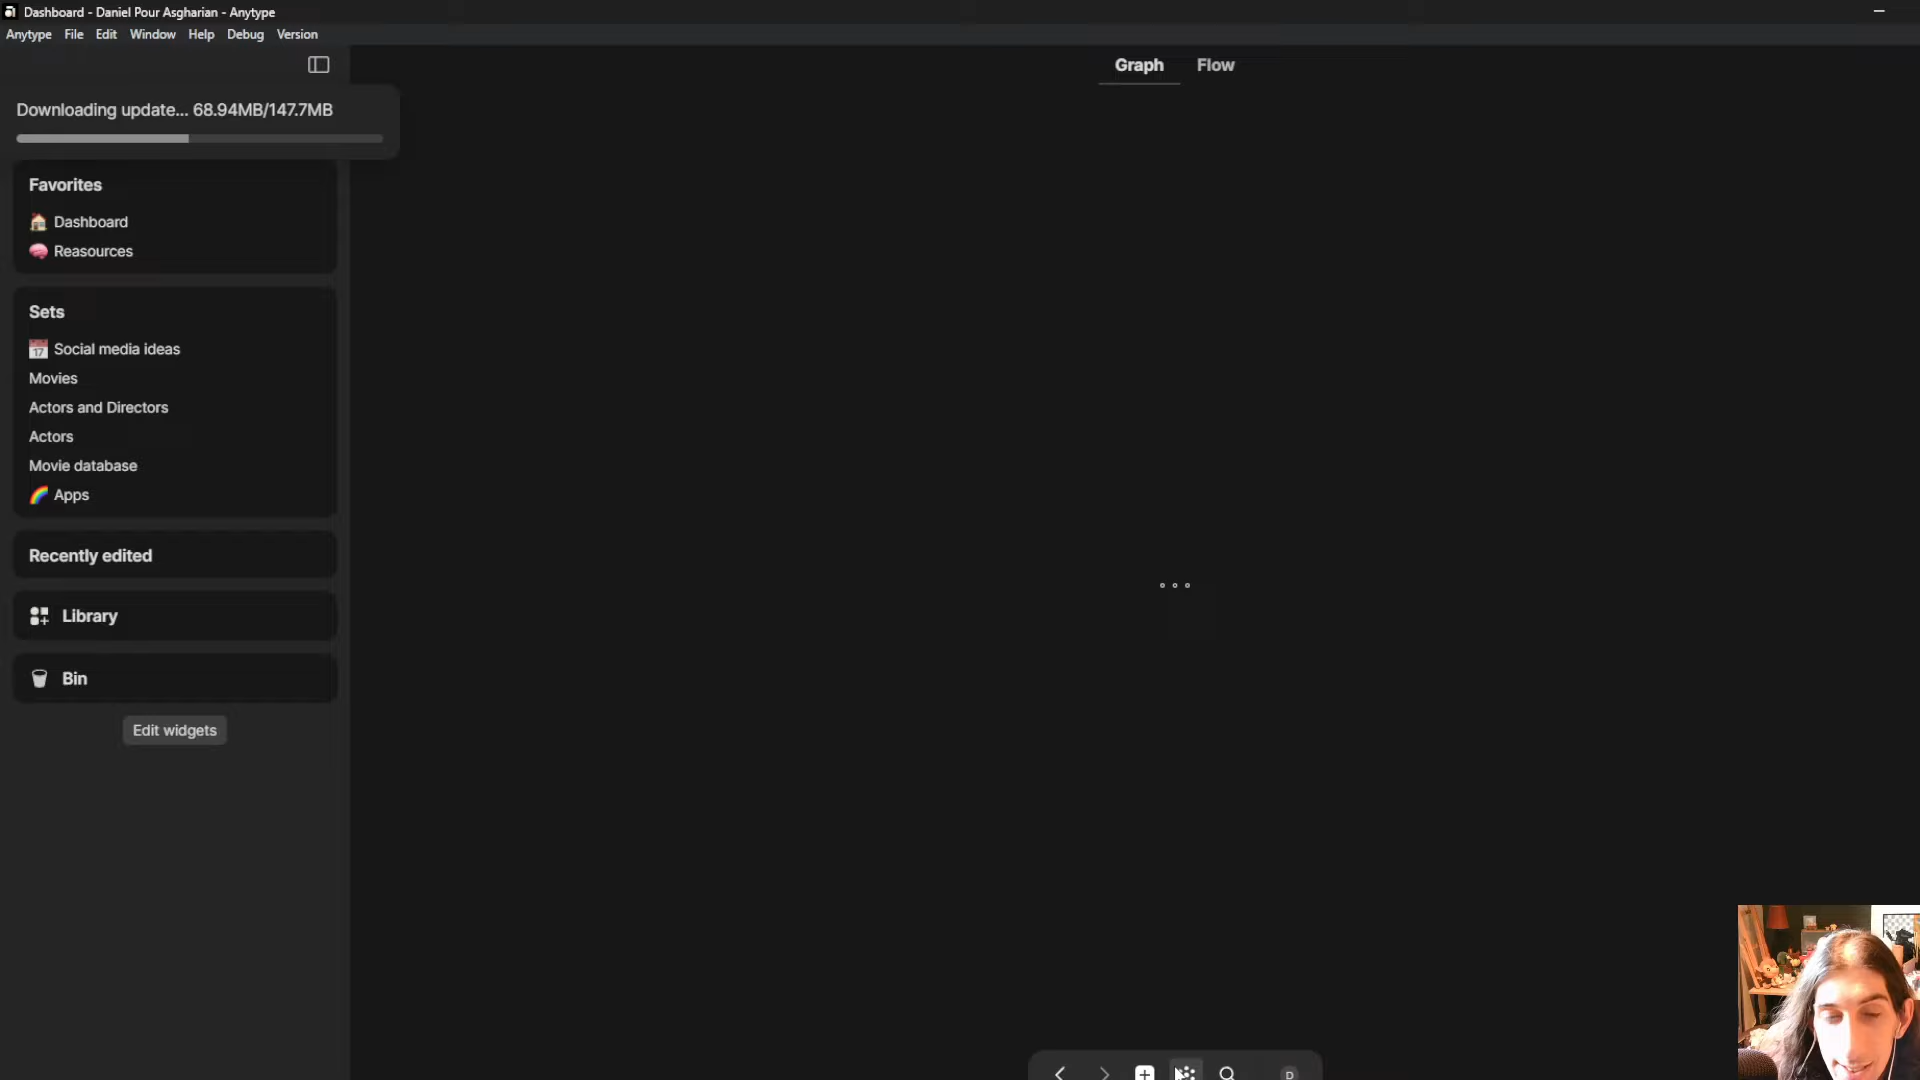 Dashboard - Daniel Pour Asgharian - Anytype
Anytype File Edit Window Help Debug Version
Graph Flow
Downloading update... 68.94MB/147.7MB
Favorites
Dashboard
Reasources
Sets
17 Social media ideas
Movies
Actors and Directors
Actors
Movie database
Apps
Recently edited
Library
Bin
Edit widgets
D